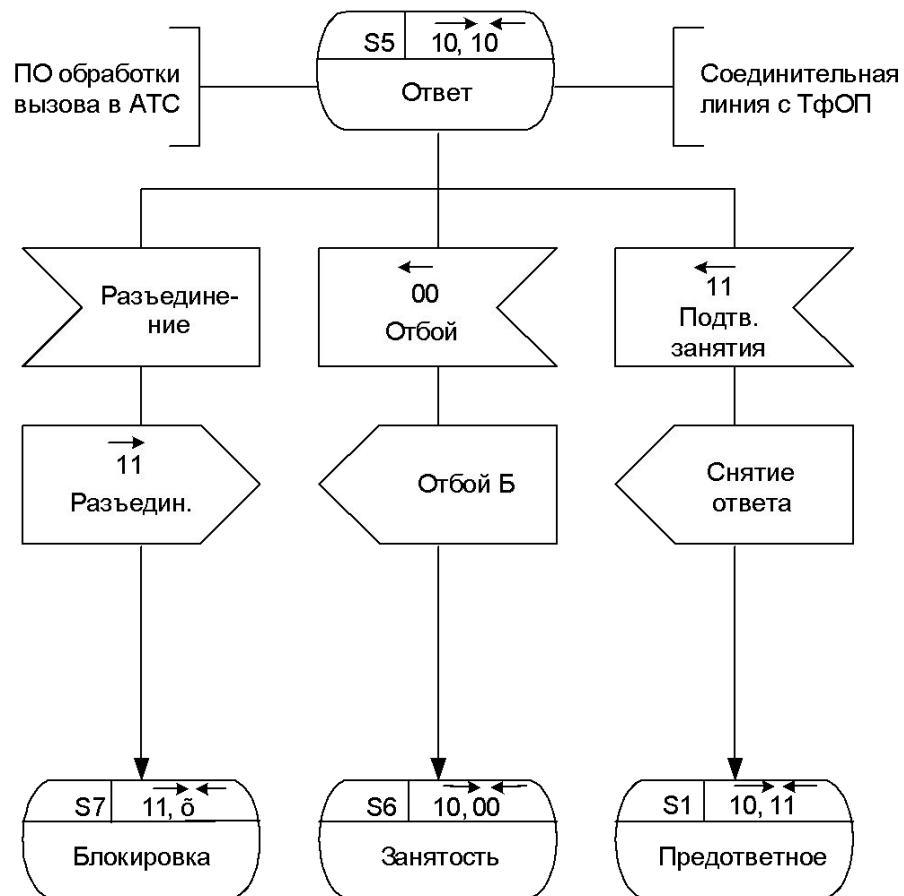 S5 10, 10
Ответ
ПО обработки
вызова в АТС
Соединительная
линия с ТфОП
Разъедине-
ние
00
Отбой
11
Подтв.
занятия
11
Разъедин.
Отбой Б
Снятие
ответа
S7 11, õ
Блокировка
S6 10, 00
Занятость
S1 10, 11
Предответное